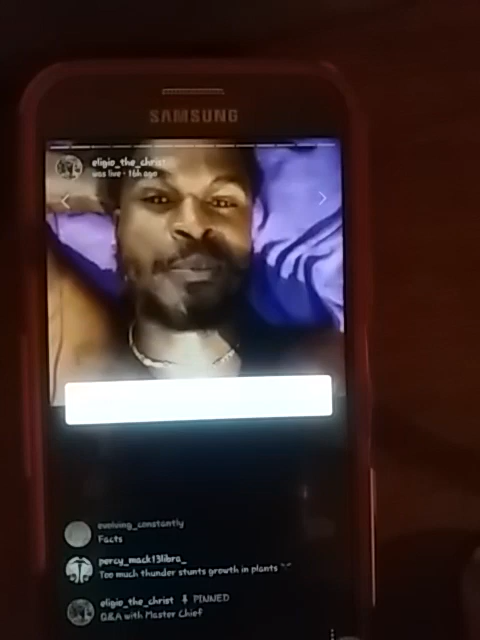 SAMSUNG
eligio_the_christ
was live • 16h ago
evolving_constantly
Facts
percy_mack13libra_
Too much thunder stunts growth in plants
eligio_the_christ PINNED
Q&A with Master Chief